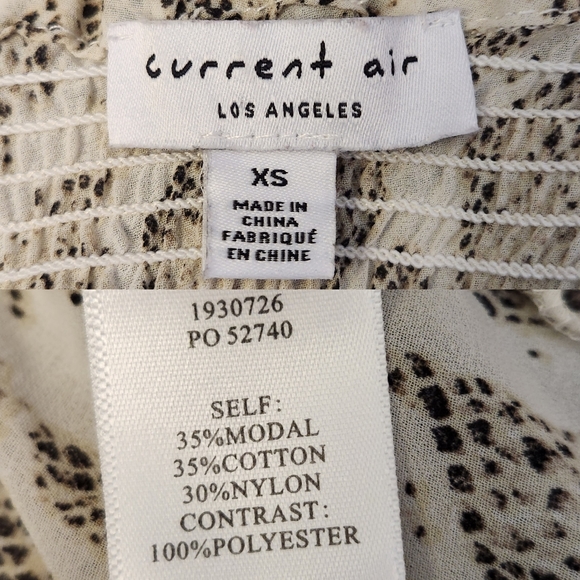 current air
LOS ANGELES
XS
MADE IN
CHINA
FABRIQUÉ
EN CHINE
1930726
PO 52740
SELF:
35%MODAL
35%COTTON
30%NYLON
CONTRAST:
100%POLYESTER